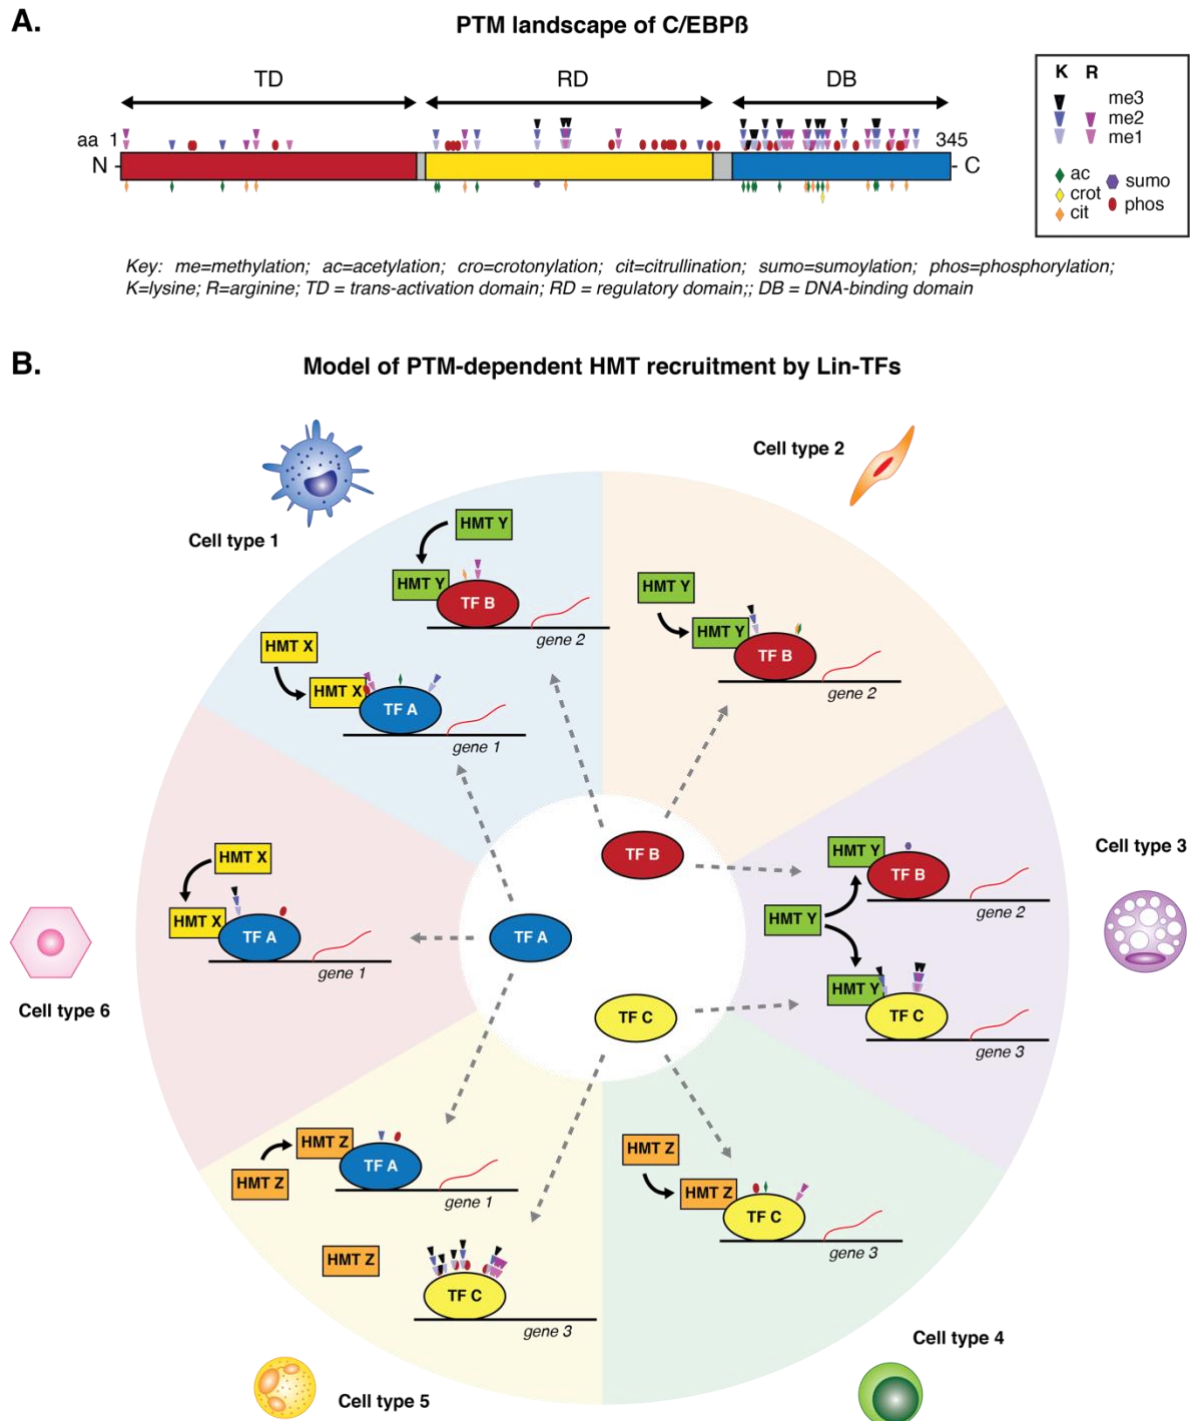 A.
PTM landscape of C/EBPß
TD
RD
DB
aa 1
345
N
C
K R
me3
me2
me1
ac
crot
cit
sumo
phos
Key: me=methylation; ac=acetylation; cro=crotonylation; cit=citrullination; sumo=sumoylation; phos=phosphorylation;
K=lysine; R=arginine; TD = trans-activation domain; RD = regulatory domain;; DB = DNA-binding domain
B.
Model of PTM-dependent HMT recruitment by Lin-TFs
Cell type 1
HMT Y
HMT Y
TF B
gene 2
HMT X
HMT X
TF A
gene 1
Cell type 2
HMT Y
HMT Y
TF B
gene 2
Cell type 3
HMT Y
TF B
gene 2
HMT Y
HMT Y
TF C
gene 3
TF B
TF A
TF C
HMT X
HMT X
TF A
gene 1
Cell type 6
HMT Z
HMT Z
TF A
gene 1
HMT Z
TF C
gene 3
Cell type 5
HMT Z
HMT Z
TF C
gene 3
Cell type 4